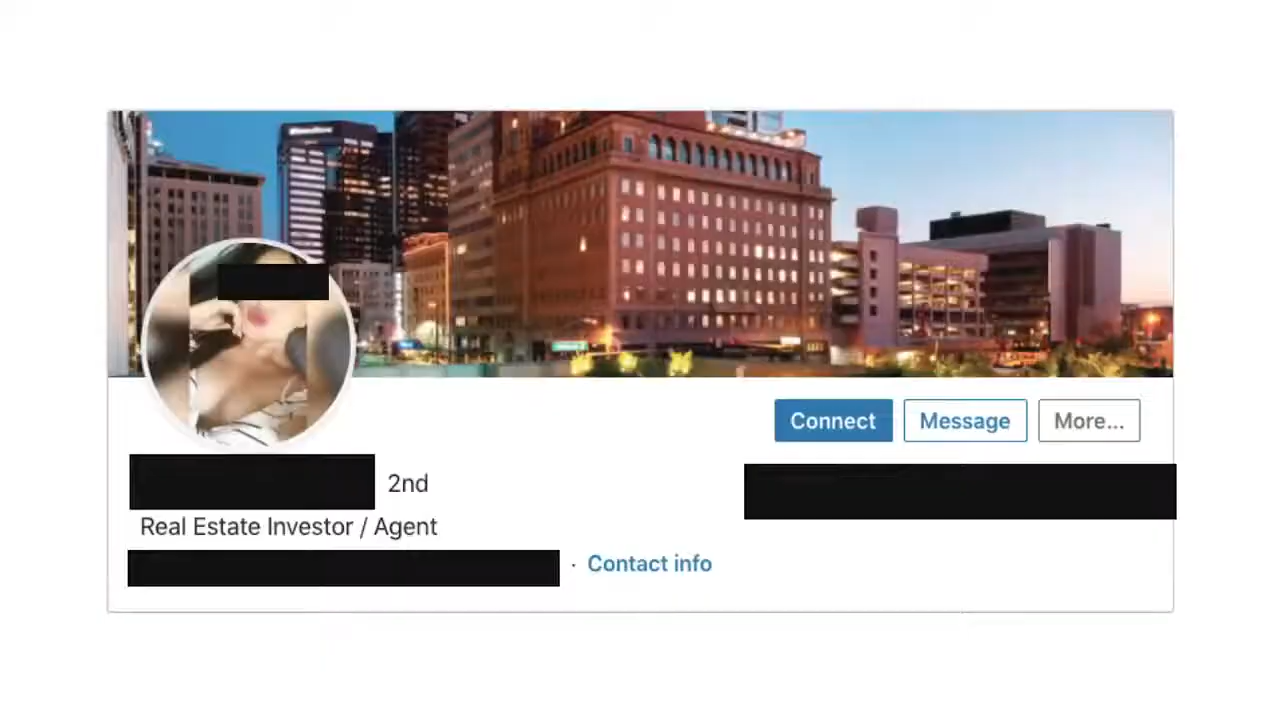 Connect
Message
More...
2nd
Real Estate Investor / Agent
· Contact info